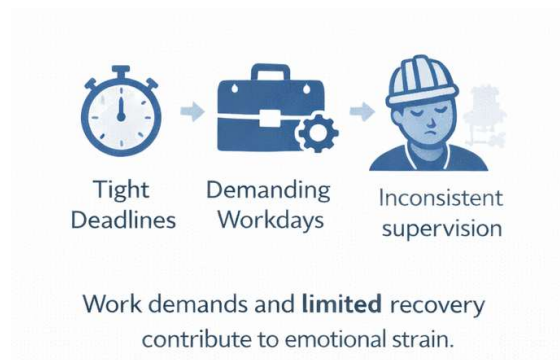 Tight
Deadlines
Demanding
Workdays
Inconsistent
supervision
Work demands and limited recovery
contribute to emotional strain.